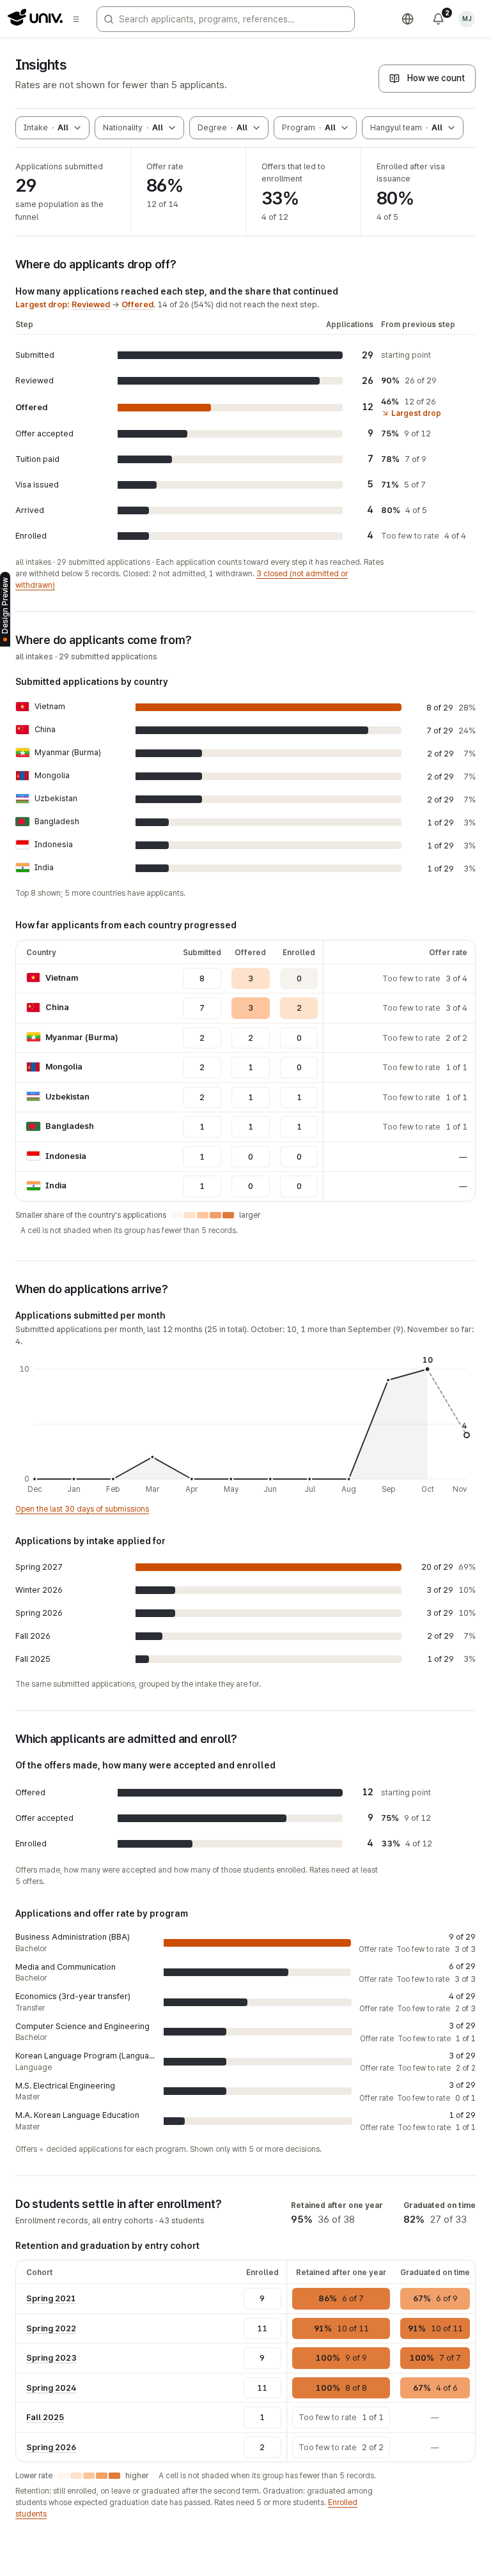 UNIV.
Search applicants, programs, references...
2
MJ
Insights
Rates are not shown for fewer than 5 applicants.
How we count
Intake · All
Nationality · All
Degree · All
Program · All
Hangyul team · All
Applications submitted
29
same population as the
funnel
Offer rate
86%
12 of 14
Offers that led to
enrollment
33%
4 of 12
Enrolled after visa
issuance
80%
4 of 5
Where do applicants drop off?
How many applications reached each step, and the share that continued
Largest drop: Reviewed → Offered. 14 of 26 (54%) did not reach the next step.
Step Applications From previous step
Submitted 29 starting point
Reviewed 26 90% 26 of 29
Offered 12 46% 12 of 26
Largest drop
Offer accepted 9 75% 9 of 12
Tuition paid 7 78% 7 of 9
Visa issued 5 71% 5 of 7
Arrived 4 80% 4 of 5
Enrolled 4 Too few to rate 4 of 4
all intakes · 29 submitted applications · Each application counts toward every step it has reached. Rates
are withheld below 5 records. Closed: 2 not admitted, 1 withdrawn. 3 closed (not admitted or
withdrawn)
Design Preview
Where do applicants come from?
all intakes · 29 submitted applications
Submitted applications by country
Vietnam 8 of 29 28%
China 7 of 29 24%
Myanmar (Burma) 2 of 29 7%
Mongolia 2 of 29 7%
Uzbekistan 2 of 29 7%
Bangladesh 1 of 29 3%
Indonesia 1 of 29 3%
India 1 of 29 3%
Top 8 shown; 5 more countries have applicants.
How far applicants from each country progressed
Country Submitted Offered Enrolled Offer rate
Vietnam 8 3 0 Too few to rate 3 of 4
China 7 3 2 Too few to rate 3 of 4
Myanmar (Burma) 2 2 0 Too few to rate 2 of 2
Mongolia 2 1 0 Too few to rate 1 of 1
Uzbekistan 2 1 1 Too few to rate 1 of 1
Bangladesh 1 1 1 Too few to rate 1 of 1
Indonesia 1 0 0 —
India 1 0 0 —
Smaller share of the country's applications larger
A cell is not shaded when its group has fewer than 5 records.
When do applications arrive?
Applications submitted per month
Submitted applications per month, last 12 months (25 in total). October: 10, 1 more than September (9). November so far:
4.
10
10
4
0
Dec Jan Feb Mar Apr May Jun Jul Aug Sep Oct Nov
Open the last 30 days of submissions
Applications by intake applied for
Spring 2027 20 of 29 69%
Winter 2026 3 of 29 10%
Spring 2026 3 of 29 10%
Fall 2026 2 of 29 7%
Fall 2025 1 of 29 3%
The same submitted applications, grouped by the intake they are for.
Which applicants are admitted and enroll?
Of the offers made, how many were accepted and enrolled
Offered 12 starting point
Offer accepted 9 75% 9 of 12
Enrolled 4 33% 4 of 12
Offers made, how many were accepted and how many of those students enrolled. Rates need at least
5 offers.
Applications and offer rate by program
Business Administration (BBA) 9 of 29
Bachelor Offer rate Too few to rate 3 of 3
Media and Communication 6 of 29
Bachelor Offer rate Too few to rate 3 of 3
Economics (3rd-year transfer) 4 of 29
Transfer Offer rate Too few to rate 2 of 3
Computer Science and Engineering 3 of 29
Bachelor Offer rate Too few to rate 1 of 1
Korean Language Program (Langua... 3 of 29
Language Offer rate Too few to rate 2 of 2
M.S. Electrical Engineering 3 of 29
Master Offer rate Too few to rate 0 of 1
M.A. Korean Language Education 1 of 29
Master Offer rate Too few to rate 1 of 1
Offers ÷ decided applications for each program. Shown only with 5 or more decisions.
Do students settle in after enrollment?
Enrollment records, all entry cohorts · 43 students
Retained after one year
95% 36 of 38
Graduated on time
82% 27 of 33
Retention and graduation by entry cohort
Cohort Enrolled Retained after one year Graduated on time
Spring 2021 9 86% 6 of 7 67% 6 of 9
Spring 2022 11 91% 10 of 11 91% 10 of 11
Spring 2023 9 100% 9 of 9 100% 7 of 7
Spring 2024 11 100% 8 of 8 67% 4 of 6
Fall 2025 1 Too few to rate 1 of 1 —
Spring 2026 2 Too few to rate 2 of 2 —
Lower rate higher A cell is not shaded when its group has fewer than 5 records.
Retention: still enrolled, on leave or graduated after the second term. Graduation: graduated among
students whose expected graduation date has passed. Rates need 5 or more students. Enrolled
students